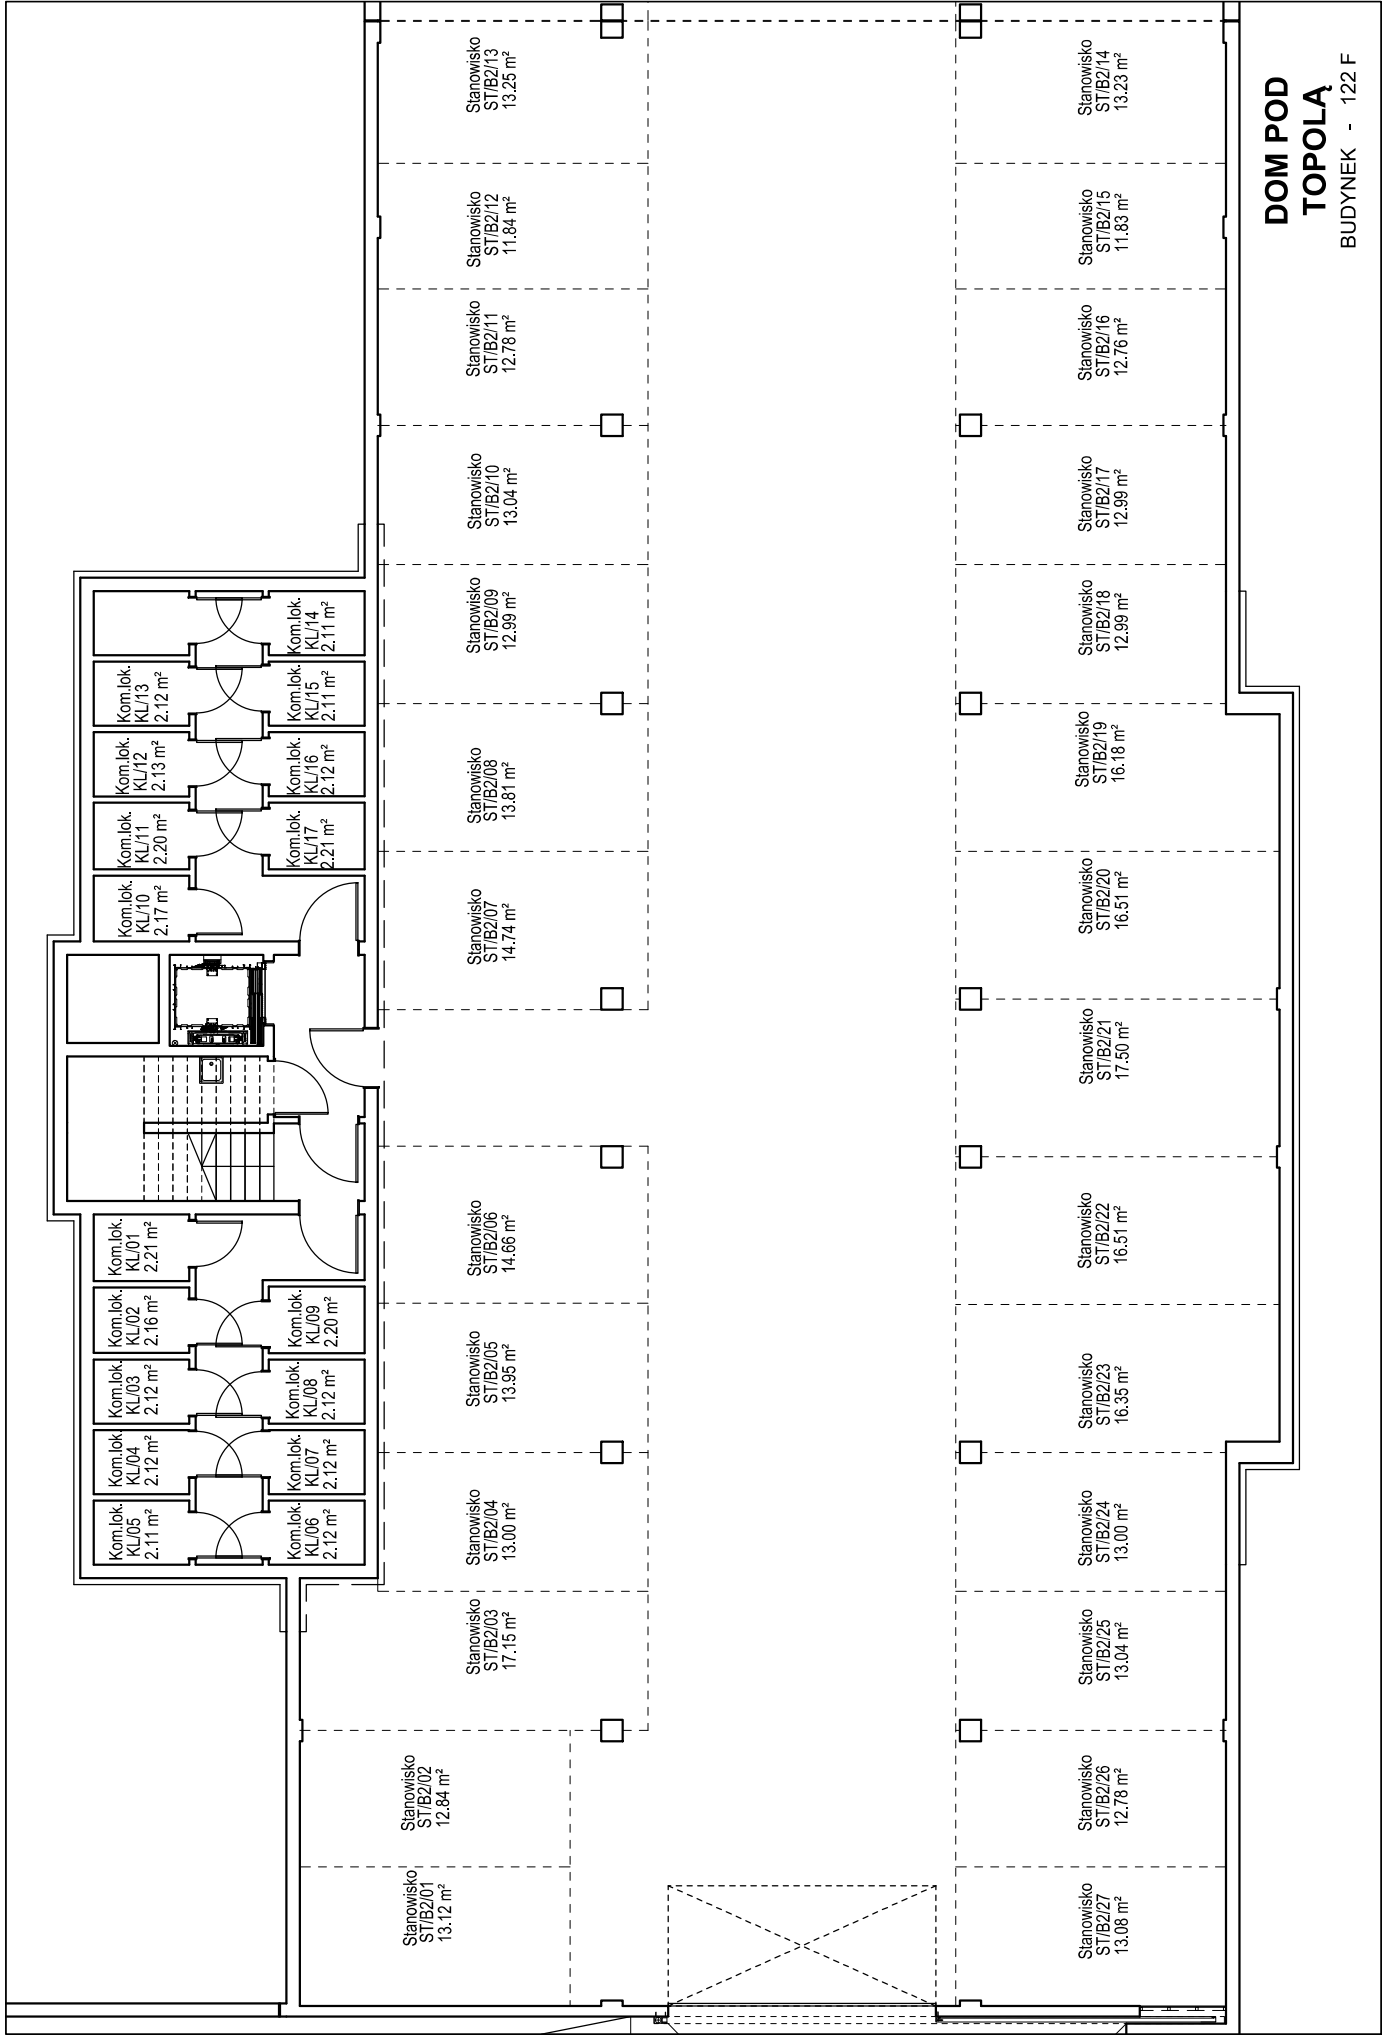 DOM POD
TOPOLĄ
BUDYNEK - 122 F
Kom.lok.
KL/01
2.21 m²
Kom.lok.
KL/02
2.16 m²
Kom.lok.
KL/03
2.12 m²
Kom.lok.
KL/04
2.12 m²
Kom.lok.
KL/05
2.11 m²
Kom.lok.
KL/06
2.12 m²
Kom.lok.
KL/07
2.12 m²
Kom.lok.
KL/08
2.12 m²
Kom.lok.
KL/09
2.20 m²
Kom.lok.
KL/10
2.17 m²
Kom.lok.
KL/11
2.20 m²
Kom.lok.
KL/12
2.13 m²
Kom.lok.
KL/13
2.12 m²
Kom.lok.
KL/14
2.11 m²
Kom.lok.
KL/15
2.11 m²
Kom.lok.
KL/16
2.12 m²
Kom.lok.
KL/17
2.21 m²
Stanowisko
ST/B2/01
13.12 m²
Stanowisko
ST/B2/02
12.84 m²
Stanowisko
ST/B2/03
17.15 m²
Stanowisko
ST/B2/04
13.00 m²
Stanowisko
ST/B2/05
13.95 m²
Stanowisko
ST/B2/06
14.66 m²
Stanowisko
ST/B2/07
14.74 m²
Stanowisko
ST/B2/08
13.81 m²
Stanowisko
ST/B2/09
12.99 m²
Stanowisko
ST/B2/10
13.04 m²
Stanowisko
ST/B2/11
12.78 m²
Stanowisko
ST/B2/12
11.84 m²
Stanowisko
ST/B2/13
13.25 m²
Stanowisko
ST/B2/14
13.23 m²
Stanowisko
ST/B2/15
11.83 m²
Stanowisko
ST/B2/16
12.76 m²
Stanowisko
ST/B2/17
12.99 m²
Stanowisko
ST/B2/18
12.99 m²
Stanowisko
ST/B2/19
16.18 m²
Stanowisko
ST/B2/20
16.51 m²
Stanowisko
ST/B2/21
17.50 m²
Stanowisko
ST/B2/22
16.51 m²
Stanowisko
ST/B2/23
16.35 m²
Stanowisko
ST/B2/24
13.00 m²
Stanowisko
ST/B2/25
13.04 m²
Stanowisko
ST/B2/26
12.78 m²
Stanowisko
ST/B2/27
13.08 m²